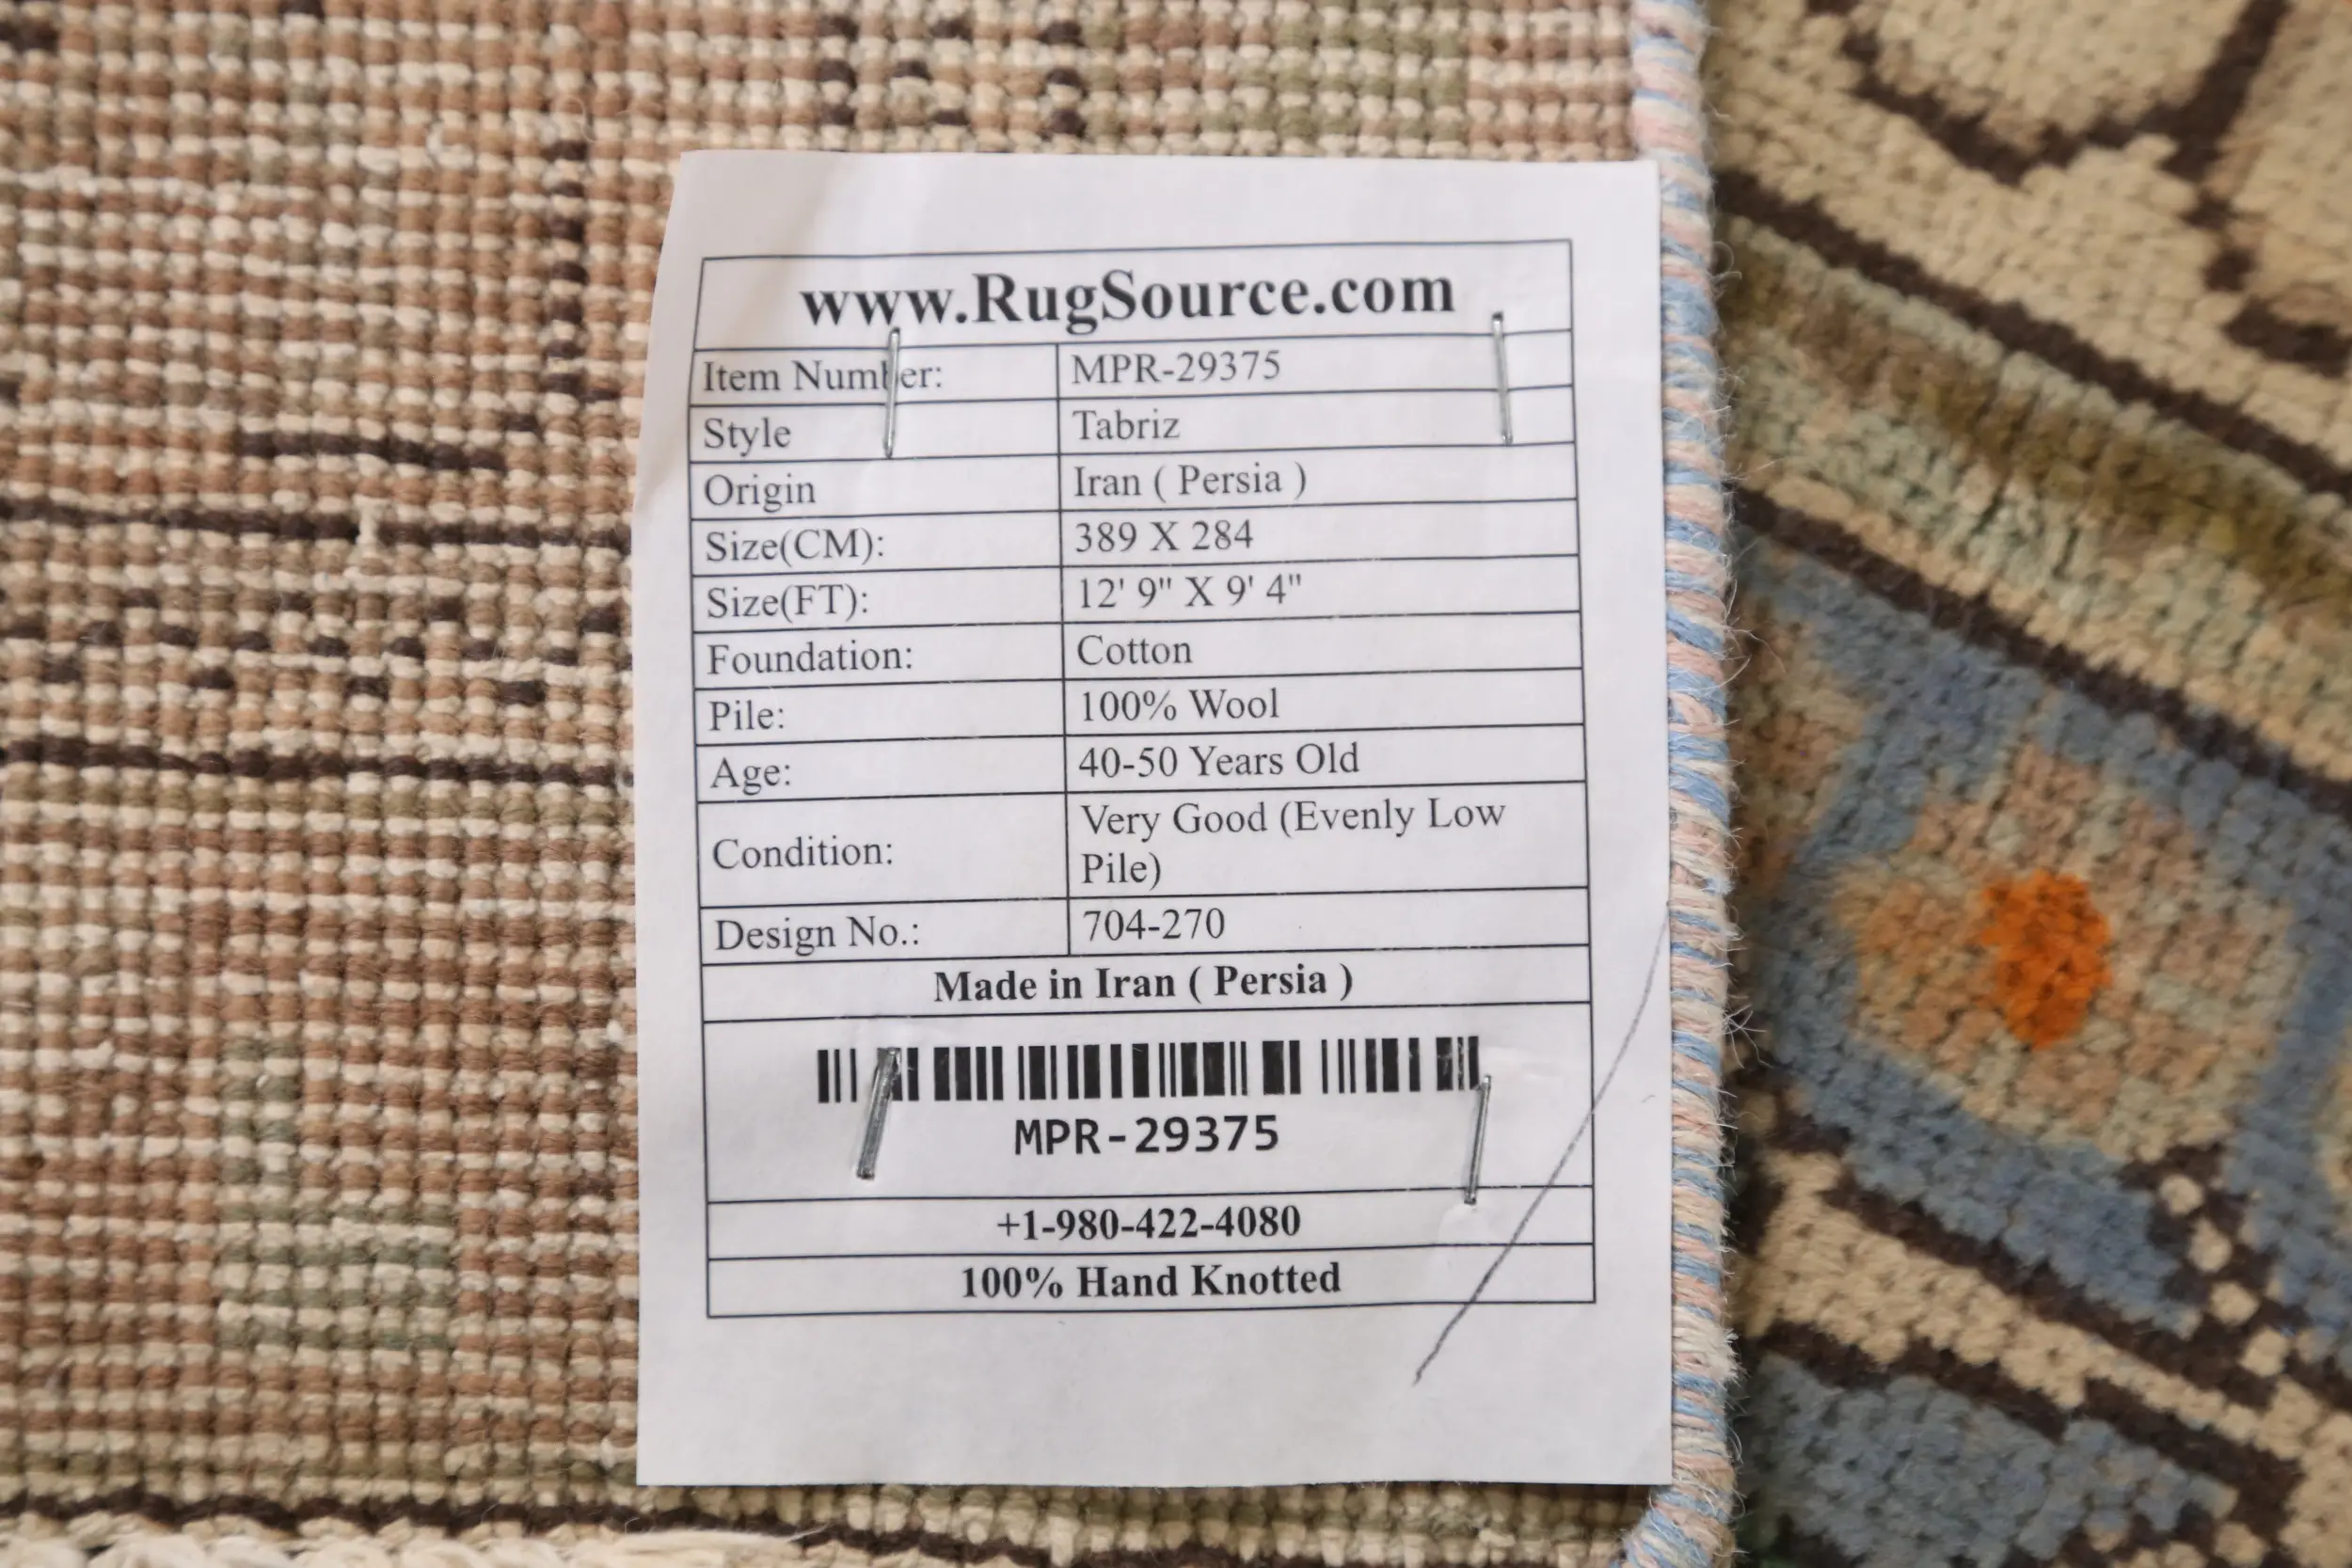 www.RugSource.com
Item Number: MPR-29375
Style Tabriz
Origin Iran ( Persia )
Size(CM): 389 X 284
Size(FT): 12' 9" X 9' 4"
Foundation: Cotton
Pile: 100% Wool
Age: 40-50 Years Old
Condition: Very Good (Evenly Low
Pile)
Design No.: 704-270
Made in Iran ( Persia )
MPR-29375
+1-980-422-4080
100% Hand Knotted